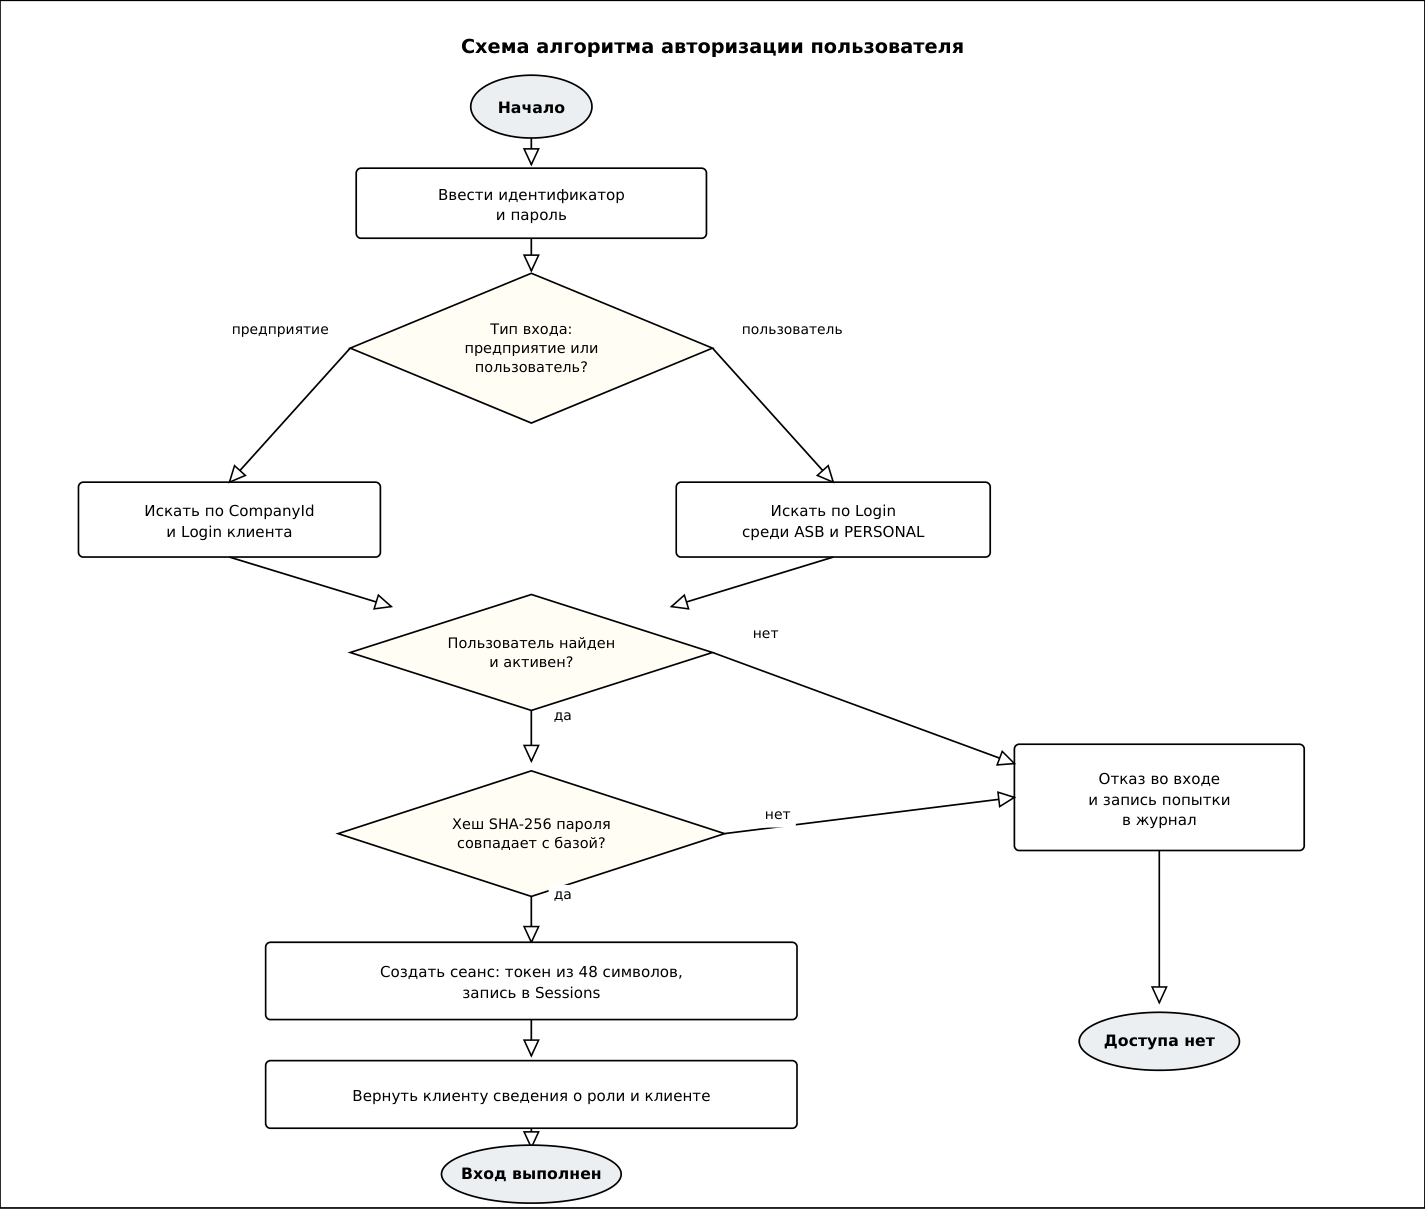 Схема алгоритма авторизации пользователя
Начало
Ввести идентификатор
и пароль
предприятие
Тип входа:
предприятие или
пользователь?
пользователь
Искать по CompanyId
и Login клиента
Искать по Login
среди ASB и PERSONAL
Пользователь найден
и активен?
нет
да
Отказ во входе
и запись попытки
в журнал
Хеш SHA-256 пароля
совпадает с базой?
нет
да
Создать сеанс: токен из 48 символов,
запись в Sessions
Доступа нет
Вернуть клиенту сведения о роли и клиенте
Вход выполнен